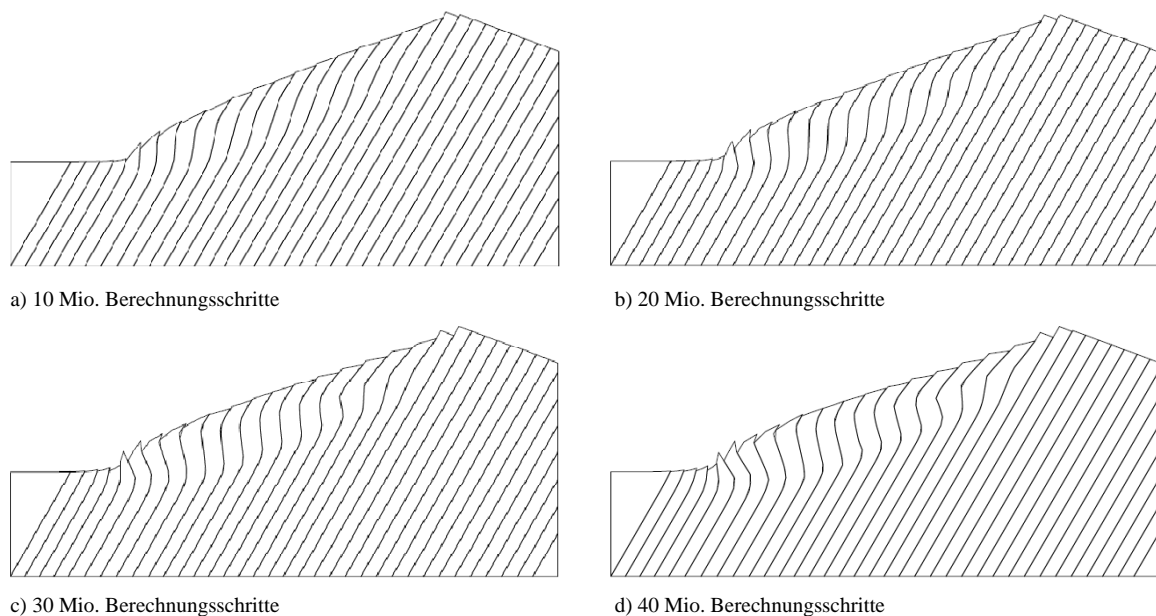 a) 10 Mio. Berechnungsschritte
b) 20 Mio. Berechnungsschritte
c) 30 Mio. Berechnungsschritte
d) 40 Mio. Berechnungsschritte